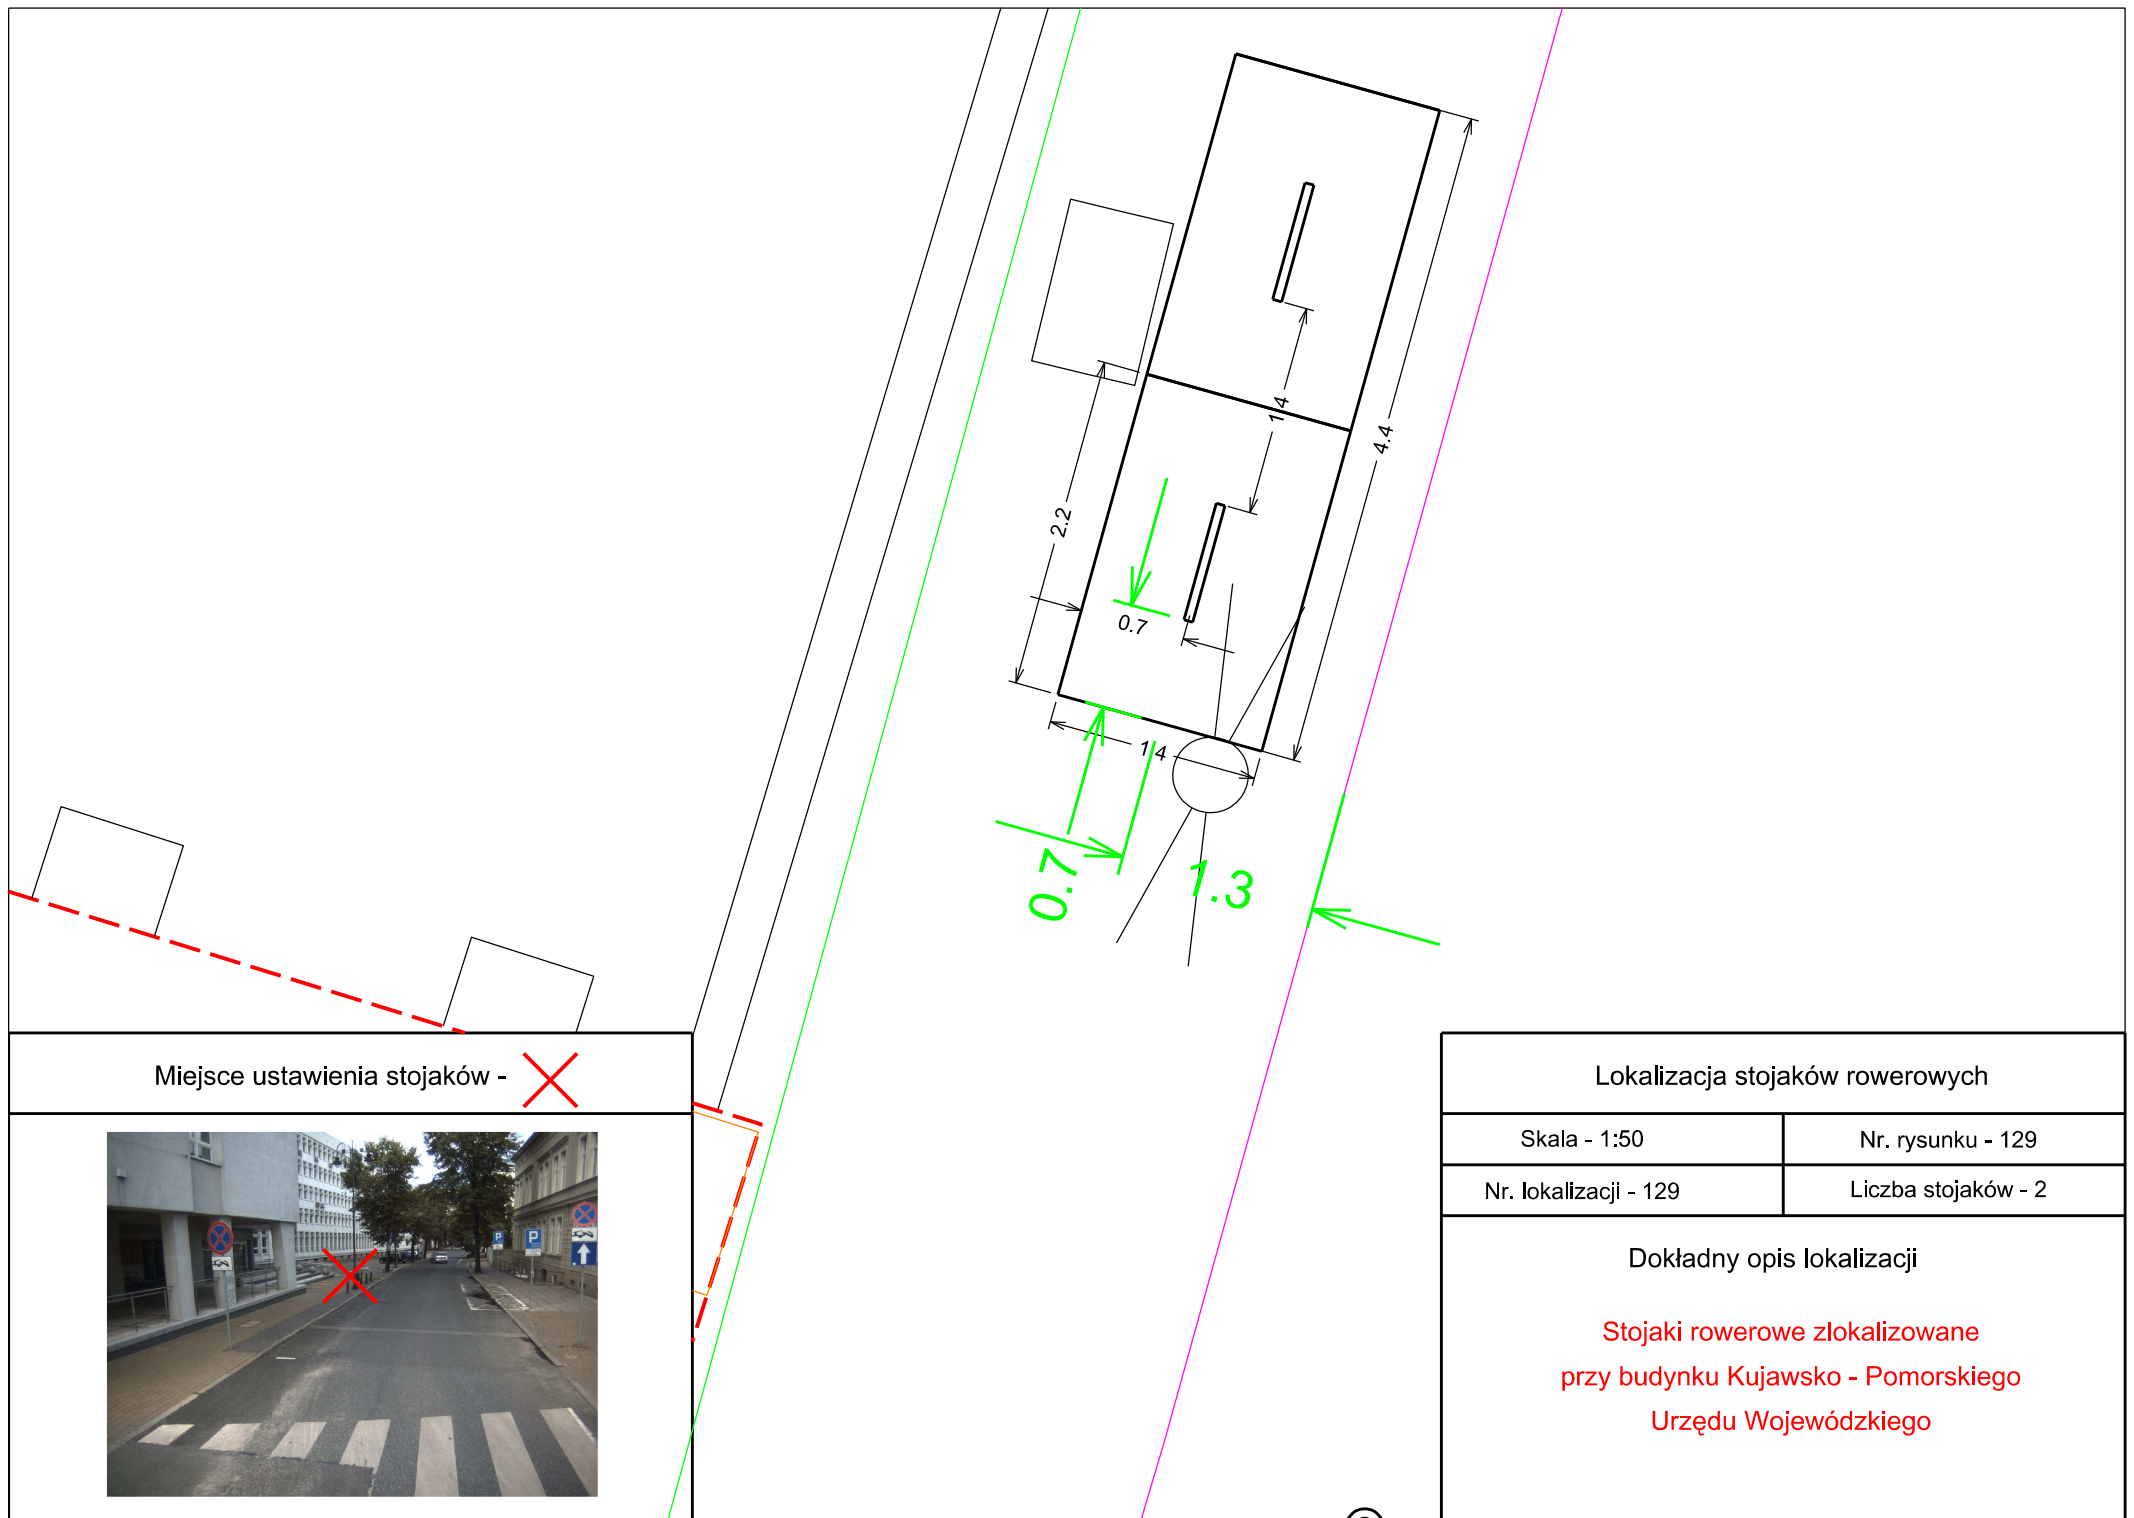 4.4
1.4
2.2
0.7
1.4
0.7
1.3
Miejsce ustawienia stojaków -
P
P
Lokalizacja stojaków rowerowych
Skala - 1:50
Nr. rysunku - 129
Nr. lokalizacji - 129
Liczba stojaków - 2
Dokładny opis lokalizacji
Stojaki rowerowe zlokalizowane
przy budynku Kujawsko - Pomorskiego
Urzędu Wojewódzkiego